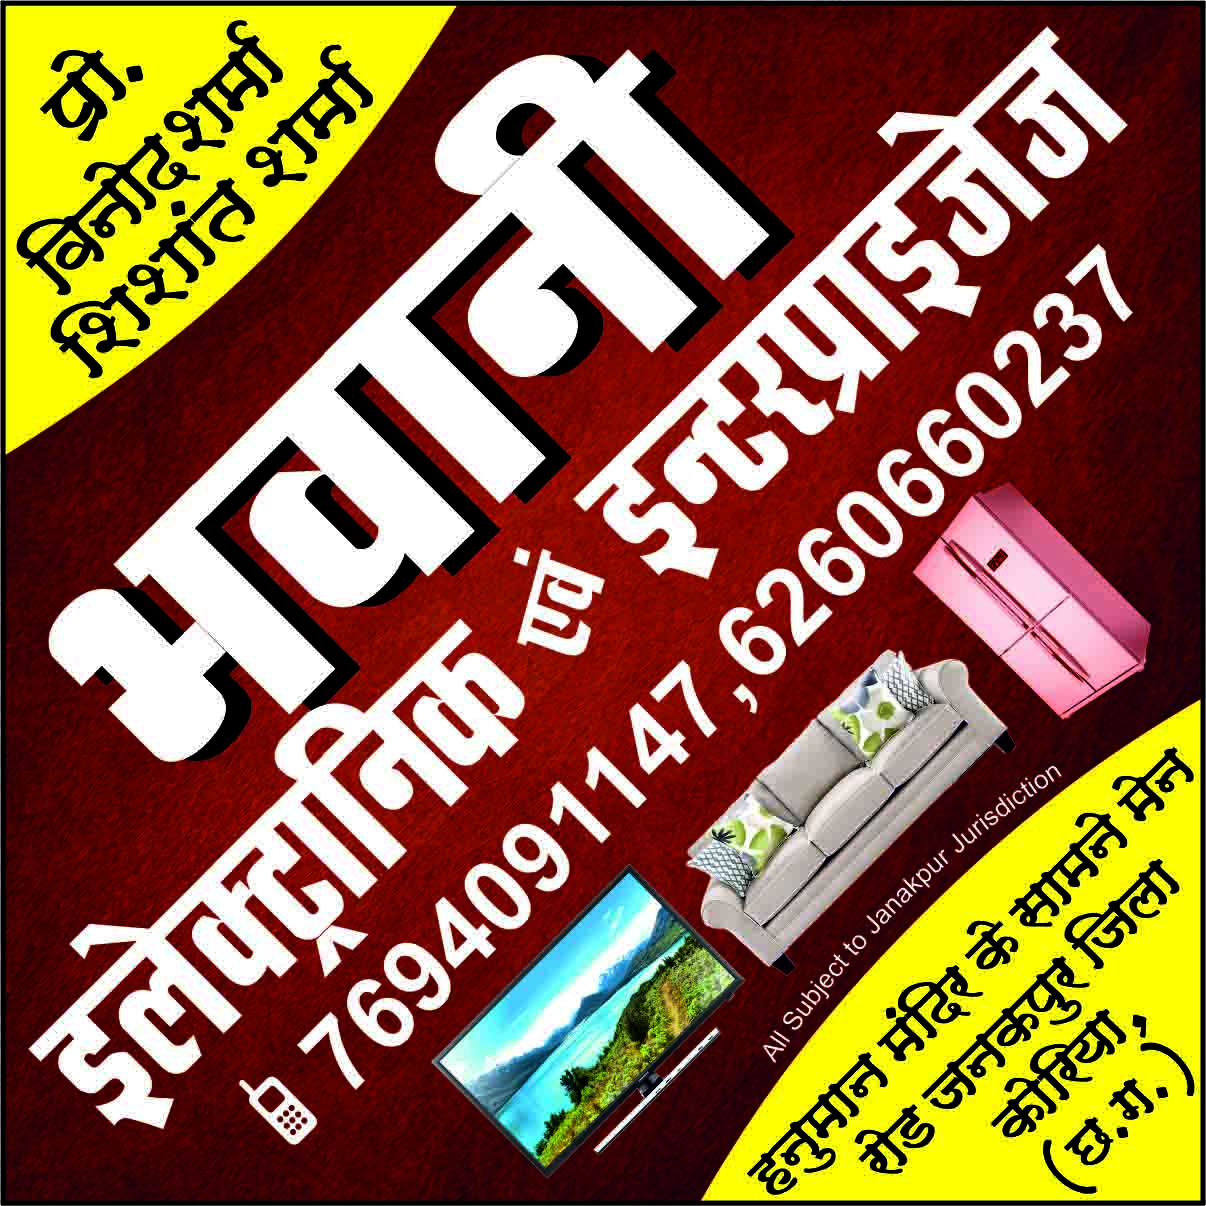 प्रो.
विनोद शर्मा
शिशांत शर्मा
भवानी
इलेक्ट्रानिक एवं इन्टरप्राइजेज
7694091147,6260660237
All Subject to Janakpur Jurisdiction
हनुमान मंदिर के सामने मेन
रोड जनकपुर जिला
कोरिया,
(छ.ग.)